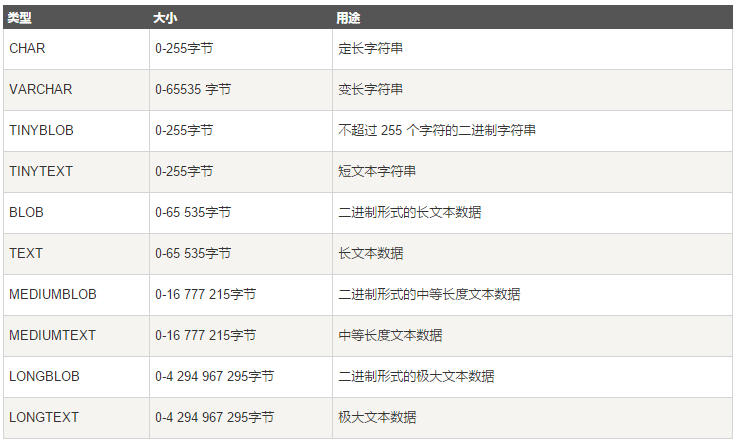 类型 大小 用途
CHAR 0-255字节 定长字符串
VARCHAR 0-65535 字节 变长字符串
TINYBLOB 0-255字节 不超过 255 个字符的二进制字符串
TINYTEXT 0-255字节 短文本字符串
BLOB 0-65 535字节 二进制形式的长文本数据
TEXT 0-65 535字节 长文本数据
MEDIUMBLOB 0-16 777 215字节 二进制形式的中等长度文本数据
MEDIUMTEXT 0-16 777 215字节 中等长度文本数据
LONGBLOB 0-4 294 967 295字节 二进制形式的极大文本数据
LONGTEXT 0-4 294 967 295字节 极大文本数据